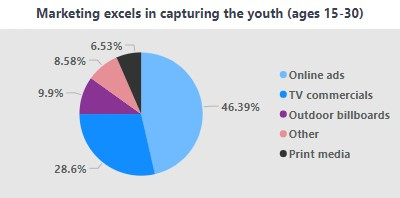 Marketing excels in capturing the youth (ages 15-30)
6.53%
8.58%
9.9%
46.39%
28.6%
Online ads
TV commercials
Outdoor billboards
Other
Print media